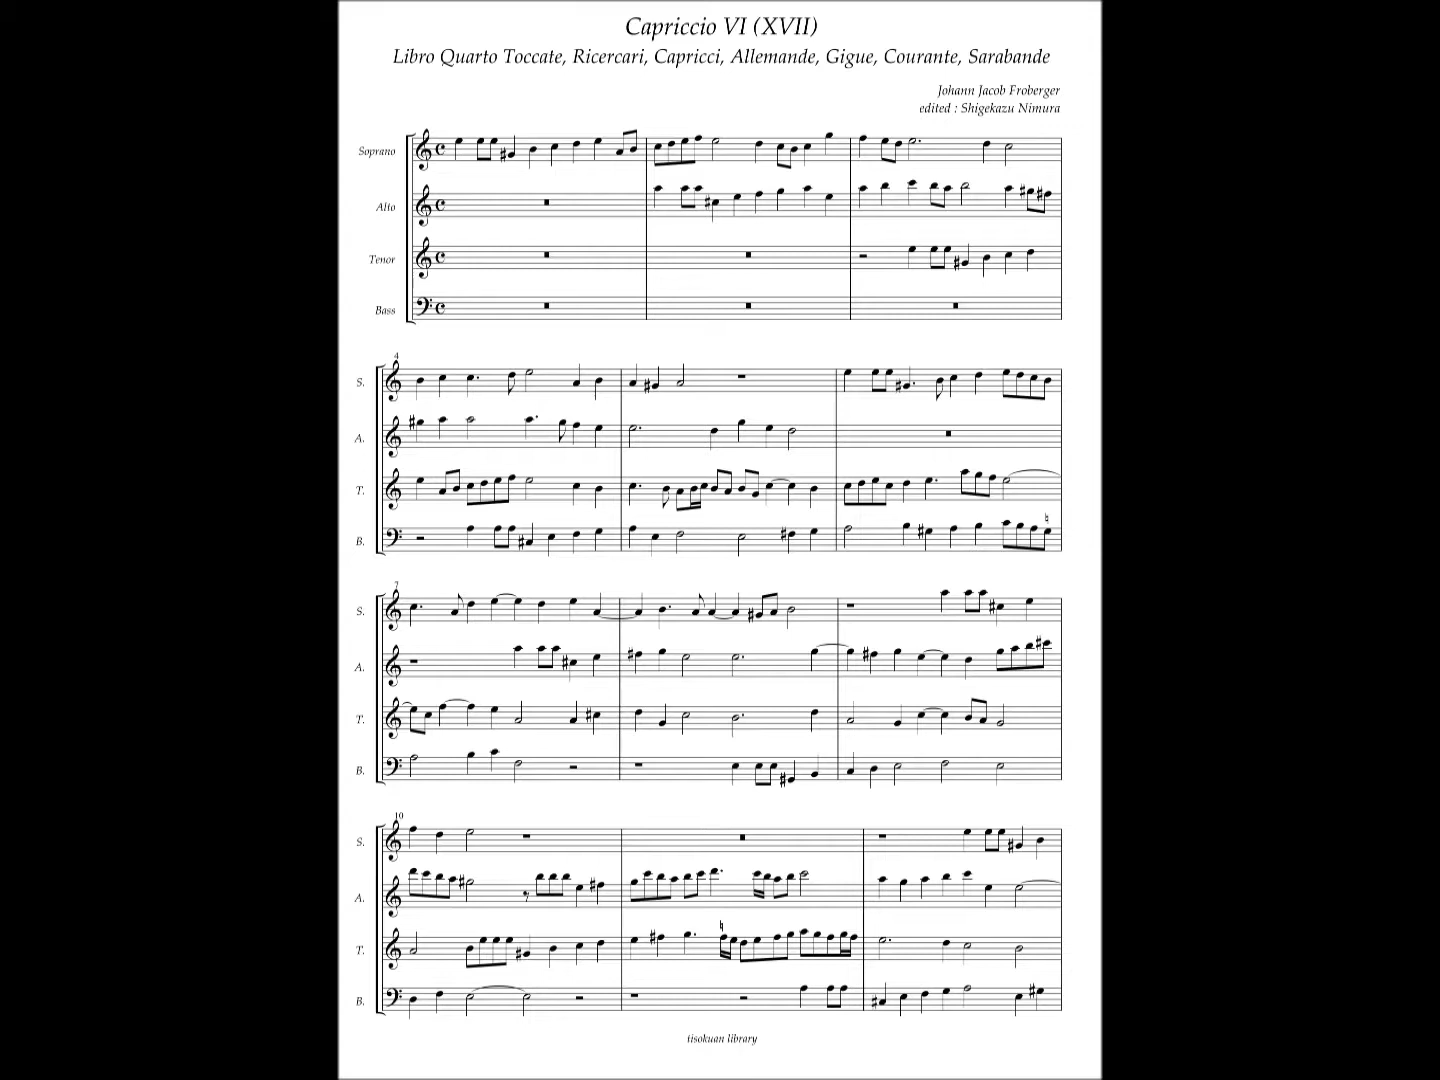 Capriccio VI (XVII)
Libro Quarto Toccate, Ricercari, Capricci, Allemande, Gigue, Courante, Sarabande
Johann Jacob Froberger
edited : Shigekazu Nimura
Soprano
Alto
Tenor
Bass
4
S.
A.
T.
B.
7
S.
A.
T.
B.
10
S.
A.
T.
B.
tisokuan library